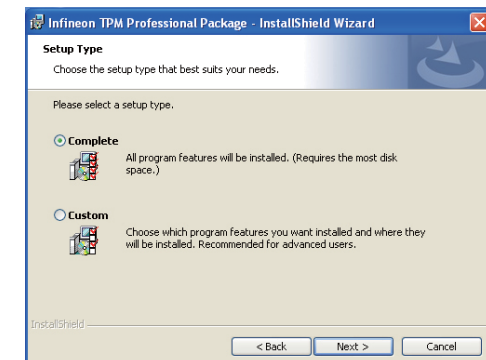 Infineon TPM Professional Package - InstallShield Wizard
Setup Type
Choose the setup type that best suits your needs.
Please select a setup type.
Complete
All program features will be installed. (Requires the most disk
space.)
Custom
Choose which program features you want installed and where they
will be installed. Recommended for advanced users.
InstallShield
< Back
Next >
Cancel